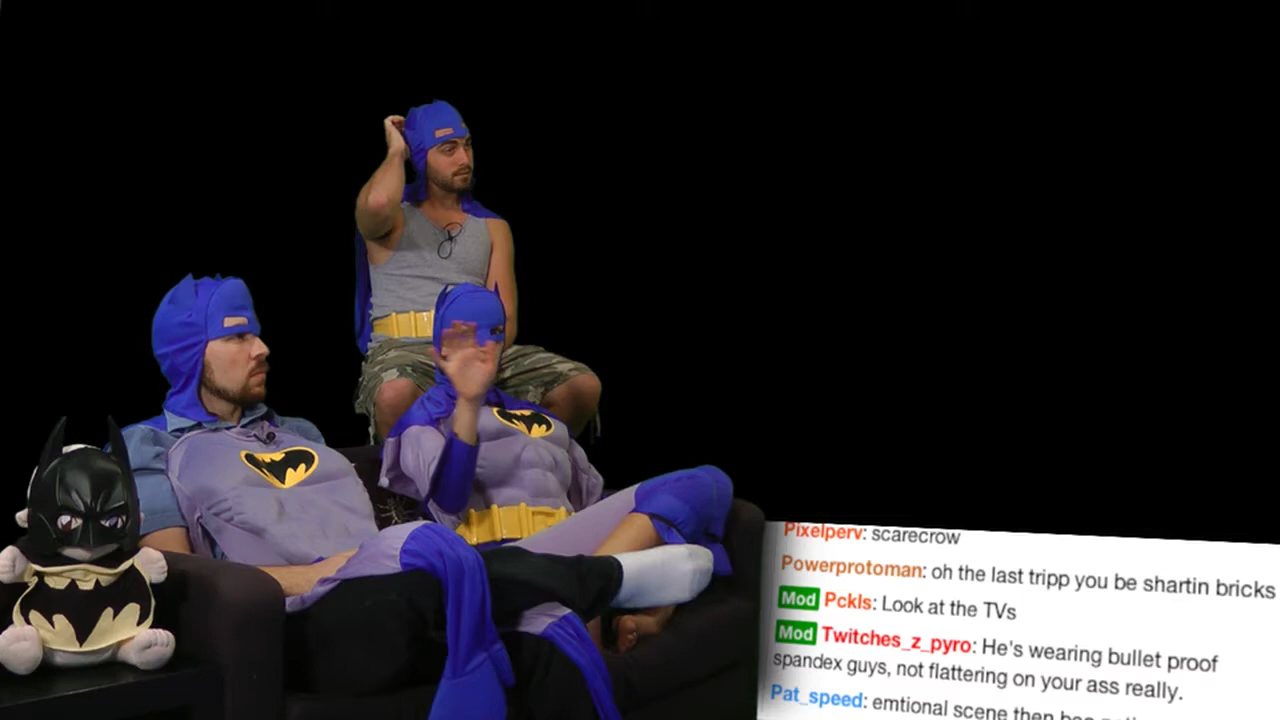 Pixelperv: scarecrow
Powerprotoman: oh the last tripp you be shartin bricks
Mod Pckls: Look at the TVs
Mod Twitches_z_pyro: He's wearing bullet proof
spandex guys, not flattering on your ass really.
Pat_speed: emtional scene then